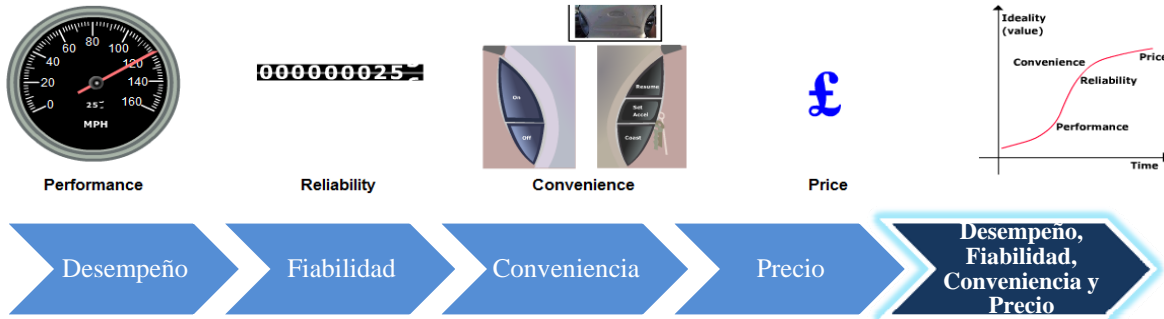 0
20
40
60
80
100
120
140
160
25
MPH
Performance
000000025
Reliability
On
Off
Resume
Set
Accel
Coast
Convenience
£
Price
Ideality
(value)
Convenience
Price
Reliability
Performance
Time
Desempeño
Fiabilidad
Conveniencia
Precio
Desempeño,
Fiabilidad,
Conveniencia y
Precio